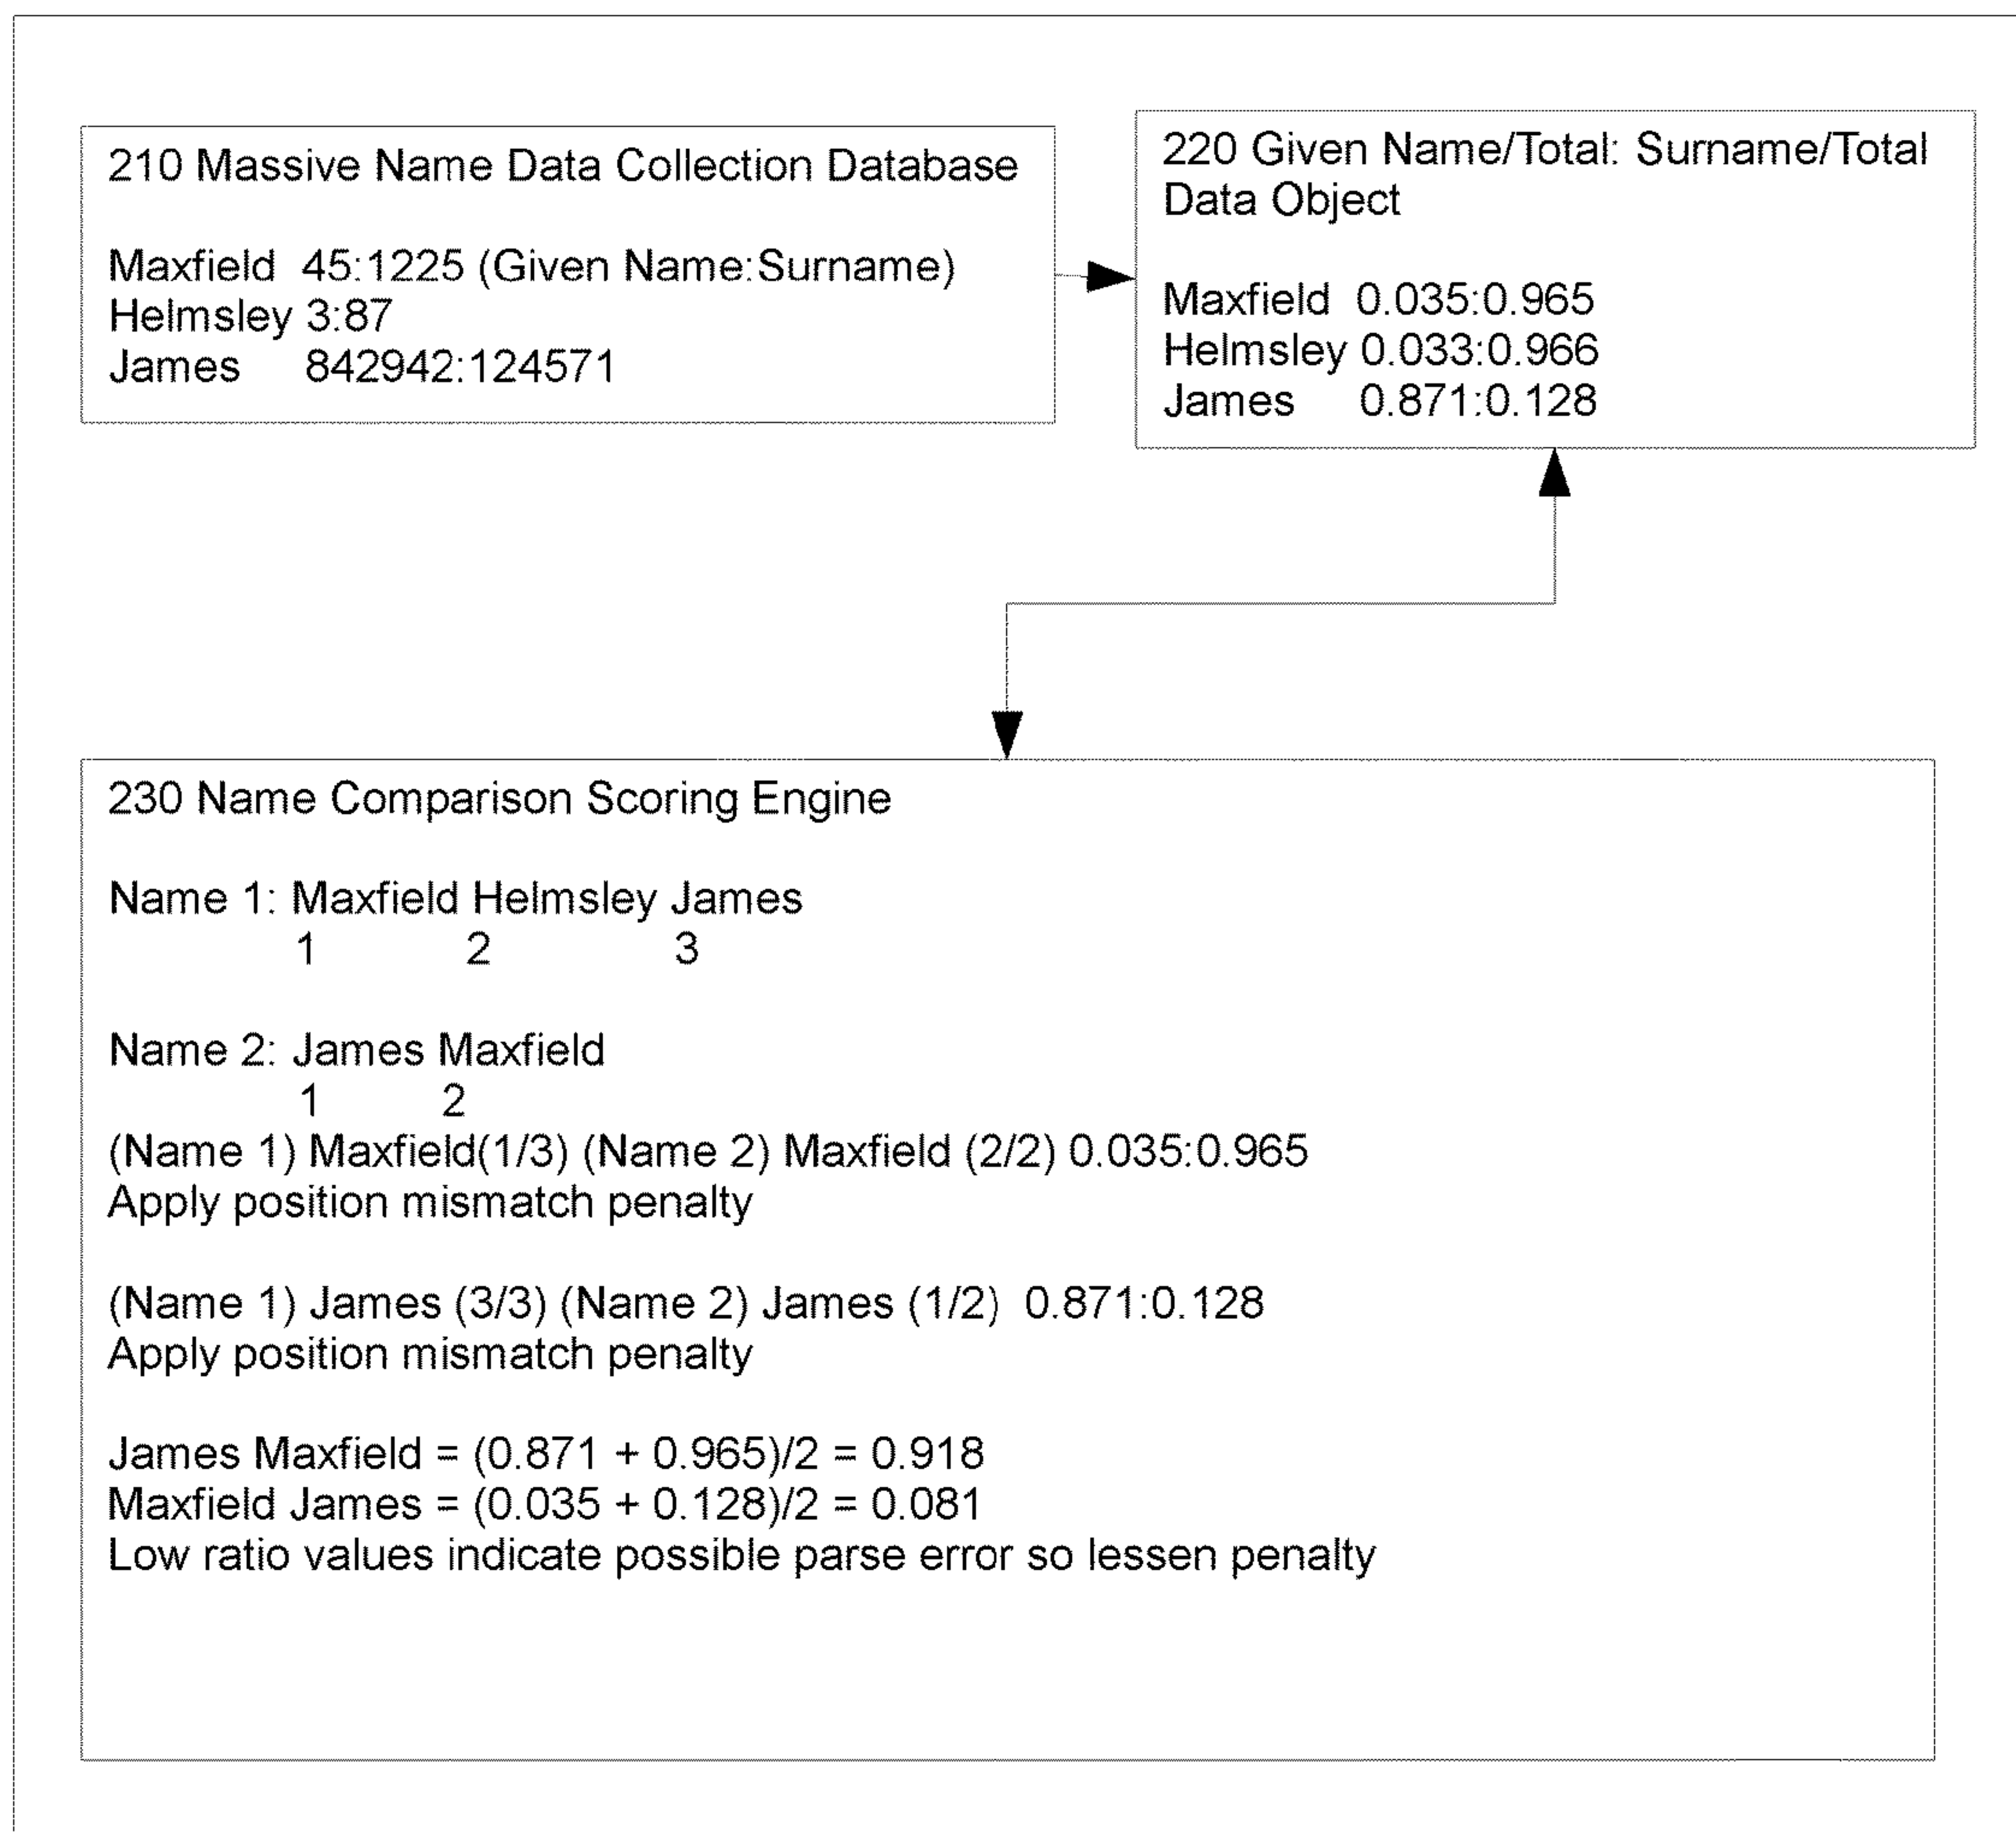 210 Massive Name Data Collection Database
Maxfield 45:1225 (Given Name:Surname)
Helmsley 3:87
James 842942:124571
220 Given Name/Total: Surname/Total
Data Object
Maxfield 0.035:0.965
Helmsley 0.033:0.966
James 0.871:0.128
230 Name Comparison Scoring Engine
Name 1: Maxfield Helmsley James
1 2 3
Name 2: James Maxfield
1 2
(Name 1) Maxfield(1/3) (Name 2) Maxfield (2/2) 0.035:0.965
Apply position mismatch penalty
(Name 1) James (3/3) (Name 2) James (1/2) 0.871:0.128
Apply position mismatch penalty
James Maxfield = (0.871 + 0.965)/2 = 0.918
Maxfield James = (0.035 + 0.128)/2 = 0.081
Low ratio values indicate possible parse error so lessen penalty